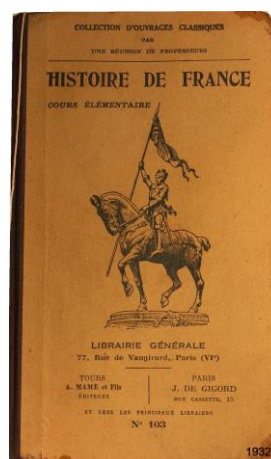 COLLECTION D'OUVRAGES CLASSIQUES
PAR
UNE RÉUNION DE PROFESSEURS
HISTOIRE DE FRANCE
COURS ÉLÉMENTAIRE
LIBRAIRIE GÉNÉRALE
77, Rue de Vaugirard, Paris (VIe)
TOURS
A. MAME et Fils
ÉDITEURS
PARIS
J. DE GIGORD
RUE CASSETTE, 15
ET CHEZ LES PRINCIPAUX LIBRAIRES
N° 103
1932